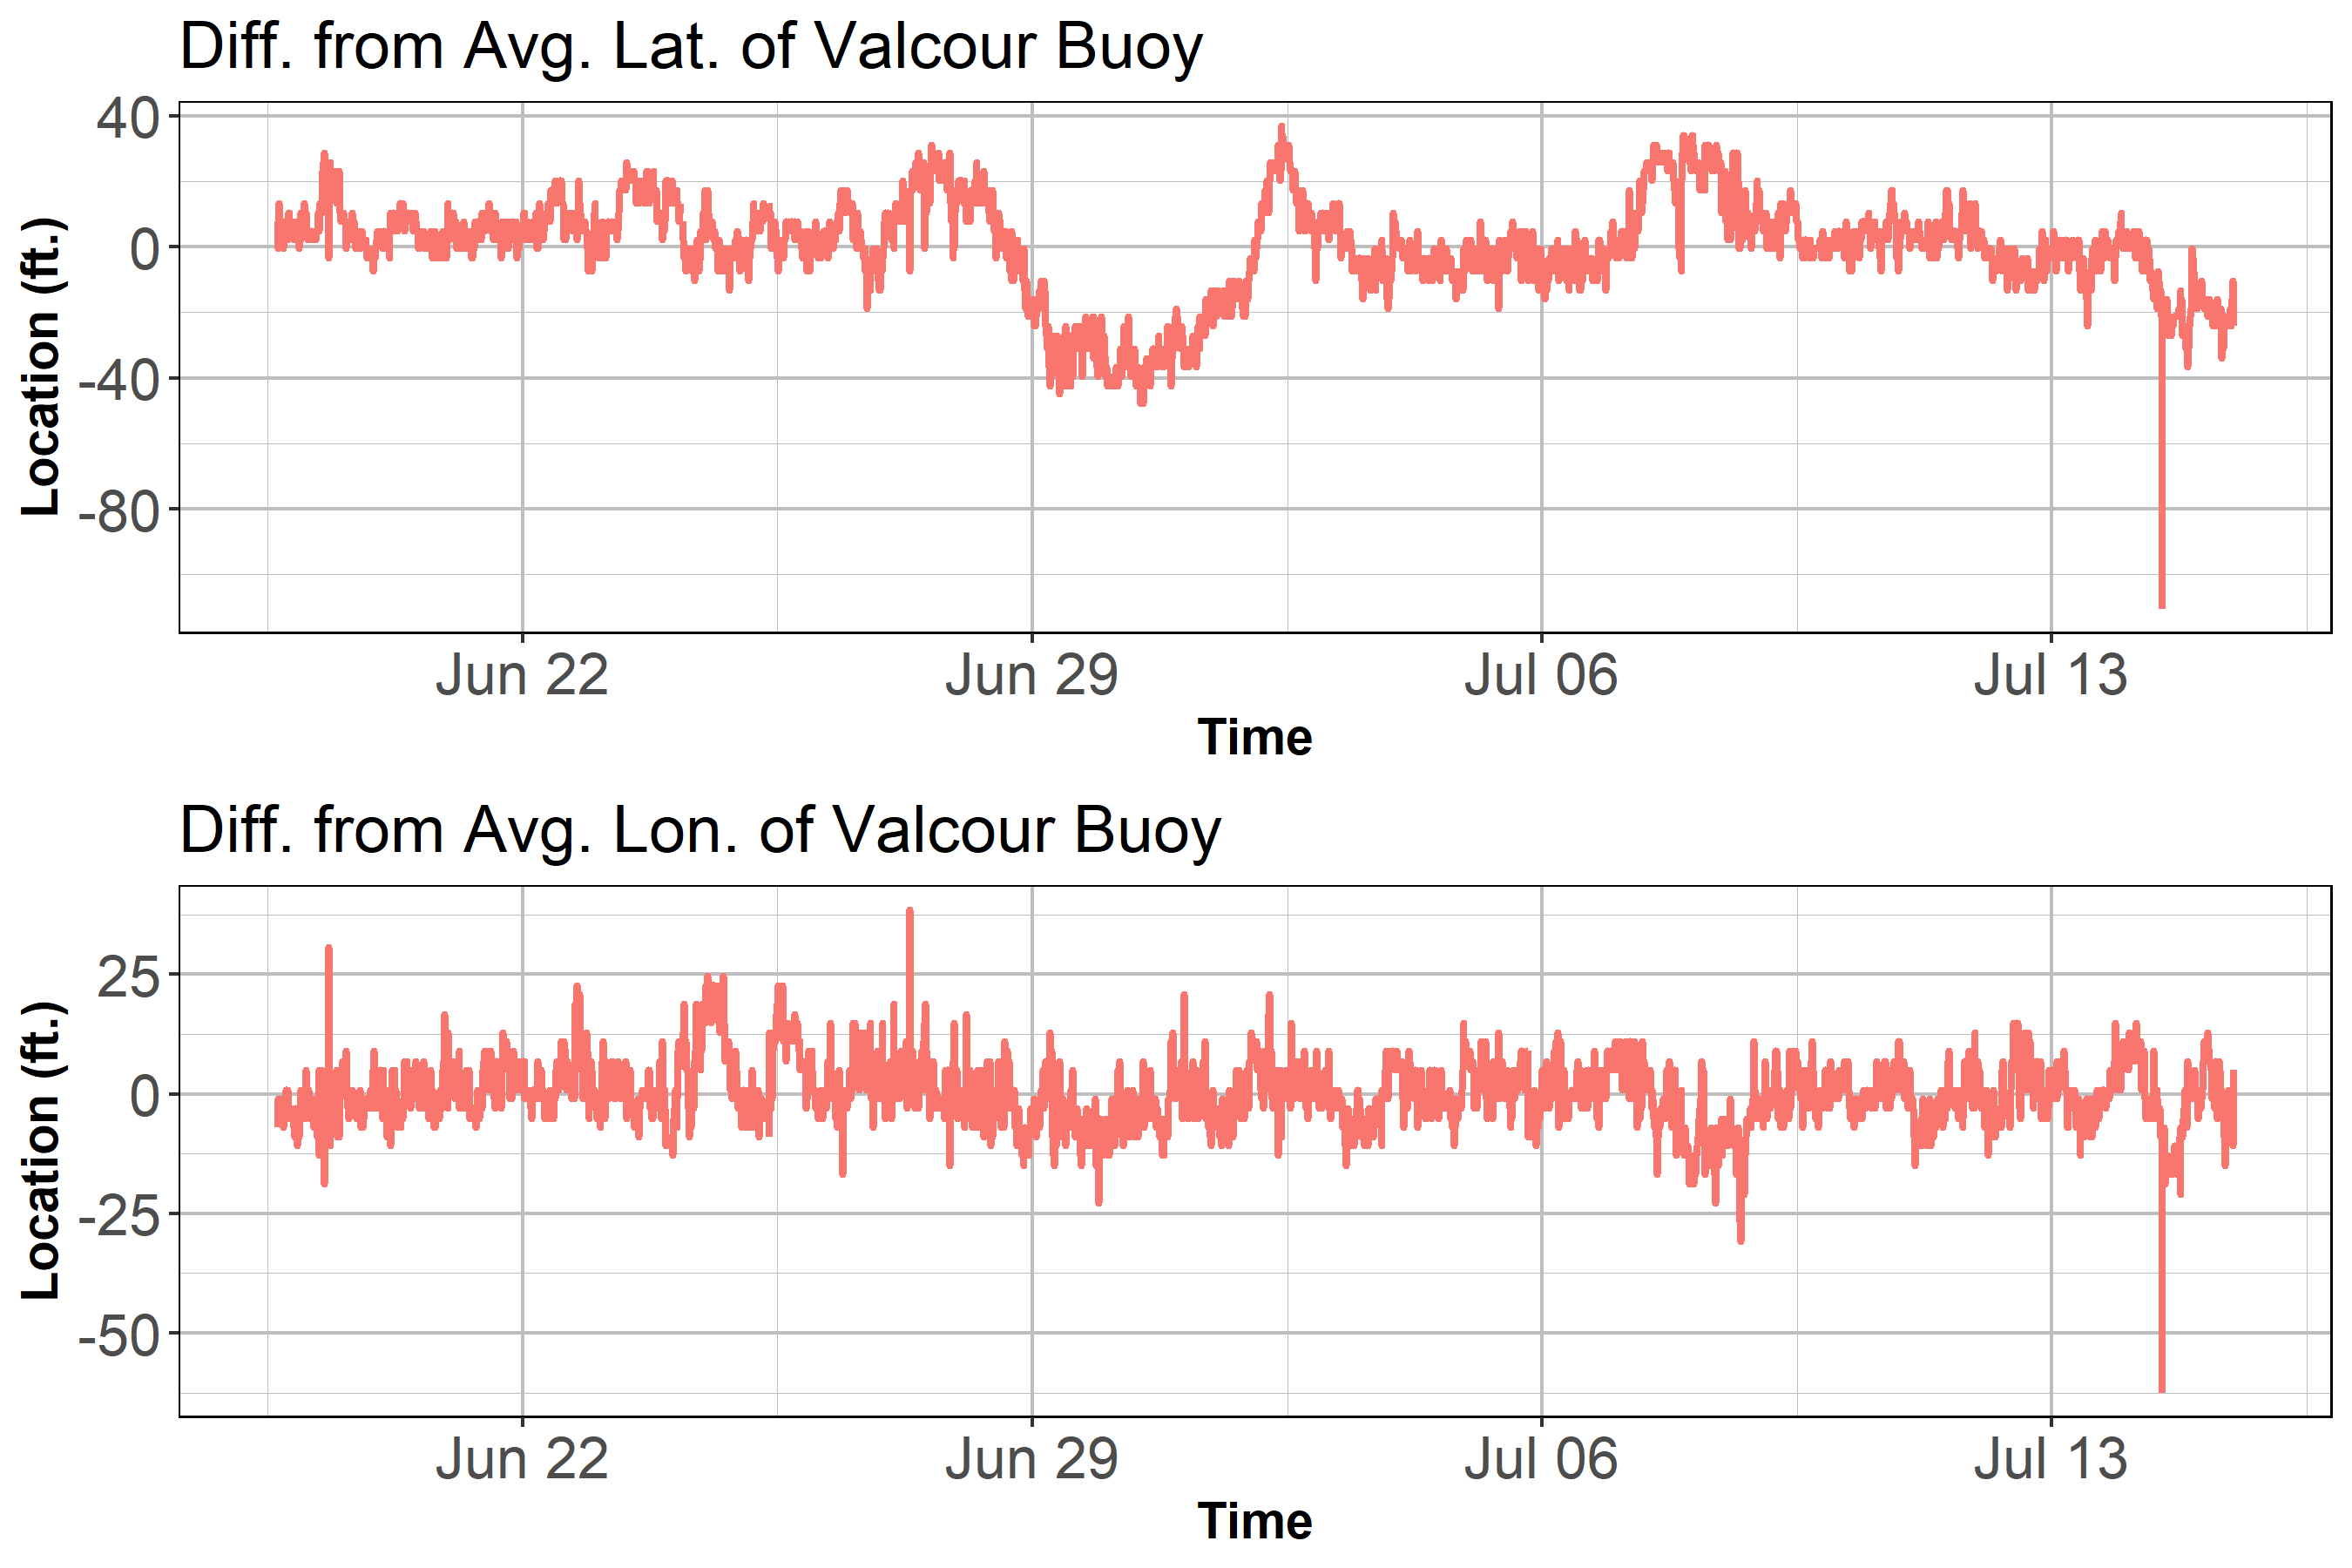 Diff. from Avg. Lat. of Valcour Buoy
Location (ft.)
40
0
-40
-80
Jun 22
Jun 29
Jul 06
Jul 13
Time
Diff. from Avg. Lon. of Valcour Buoy
Location (ft.)
25
0
-25
-50
Jun 22
Jun 29
Jul 06
Jul 13
Time